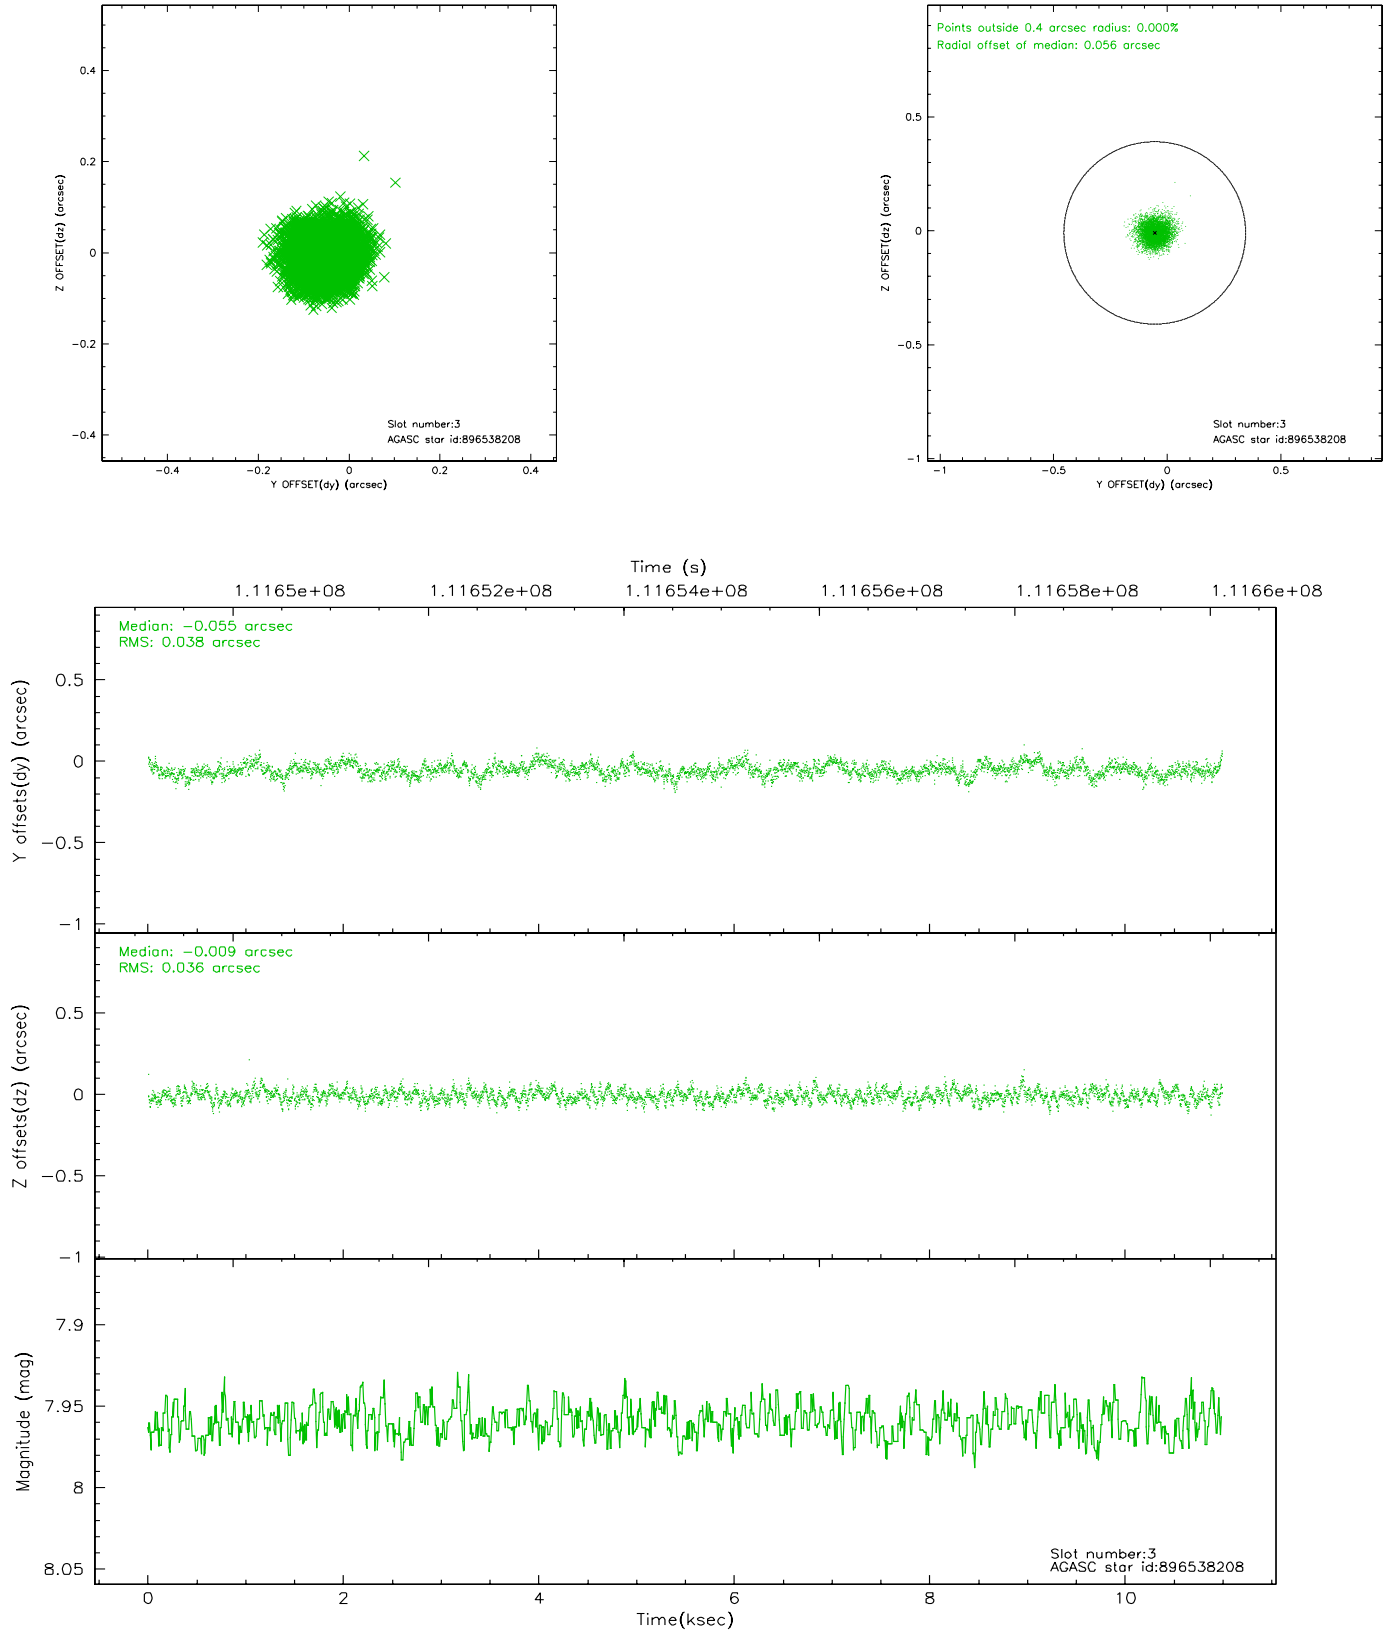 0.4
0.2
0
−0.2
−0.4
Z OFFSET(dz) (arcsec)
Slot number:3
AGASC star id:896538208
−0.4 −0.2 0 0.2 0.4
Y OFFSET(dy) (arcsec)
Points outside 0.4 arcsec radius: 0.000%
Radial offset of median: 0.056 arcsec
0.5
0
−0.5
−1
Z OFFSET(dz) (arcsec)
Slot number:3
AGASC star id:896538208
−1 −0.5 0 0.5
Y OFFSET(dy) (arcsec)
Time (s)
1.1165e+08 1.11652e+08 1.11654e+08 1.11656e+08 1.11658e+08 1.1166e+08
Median: −0.055 arcsec
RMS: 0.038 arcsec
0.5
0
−0.5
−1
Y offsets(dy) (arcsec)
Median: −0.009 arcsec
RMS: 0.036 arcsec
0.5
0
−0.5
−1
Z offsets(dz) (arcsec)
7.9
7.95
8
8.05
Magnitude (mag)
Slot number:3
AGASC star id:896538208
0 2 4 6 8 10
Time(ksec)